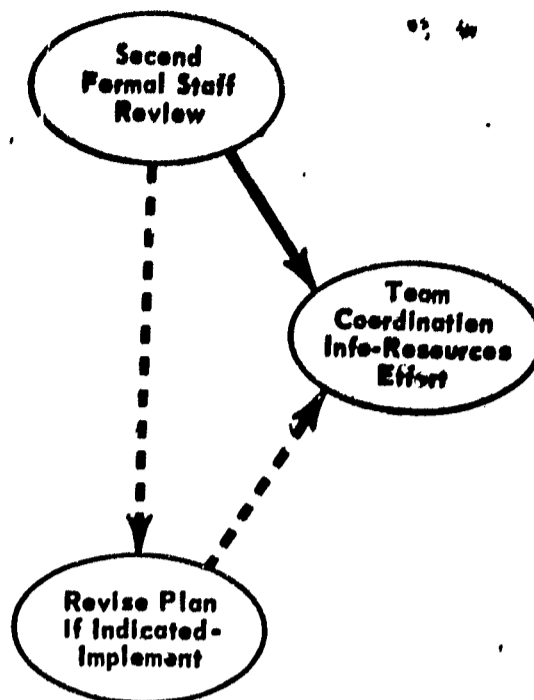 Second
Formal Staff
Review
Team
Coordination
Info-Resources
Effort
Revise Plan
If Indicated-
Implement